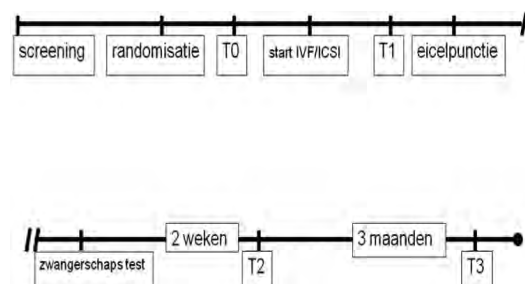 screening
randomisatie
T0
start IVF/ICSI
T1
eicelpunctie
2 weken
3 maanden
zwangerschaps test
T2
T3